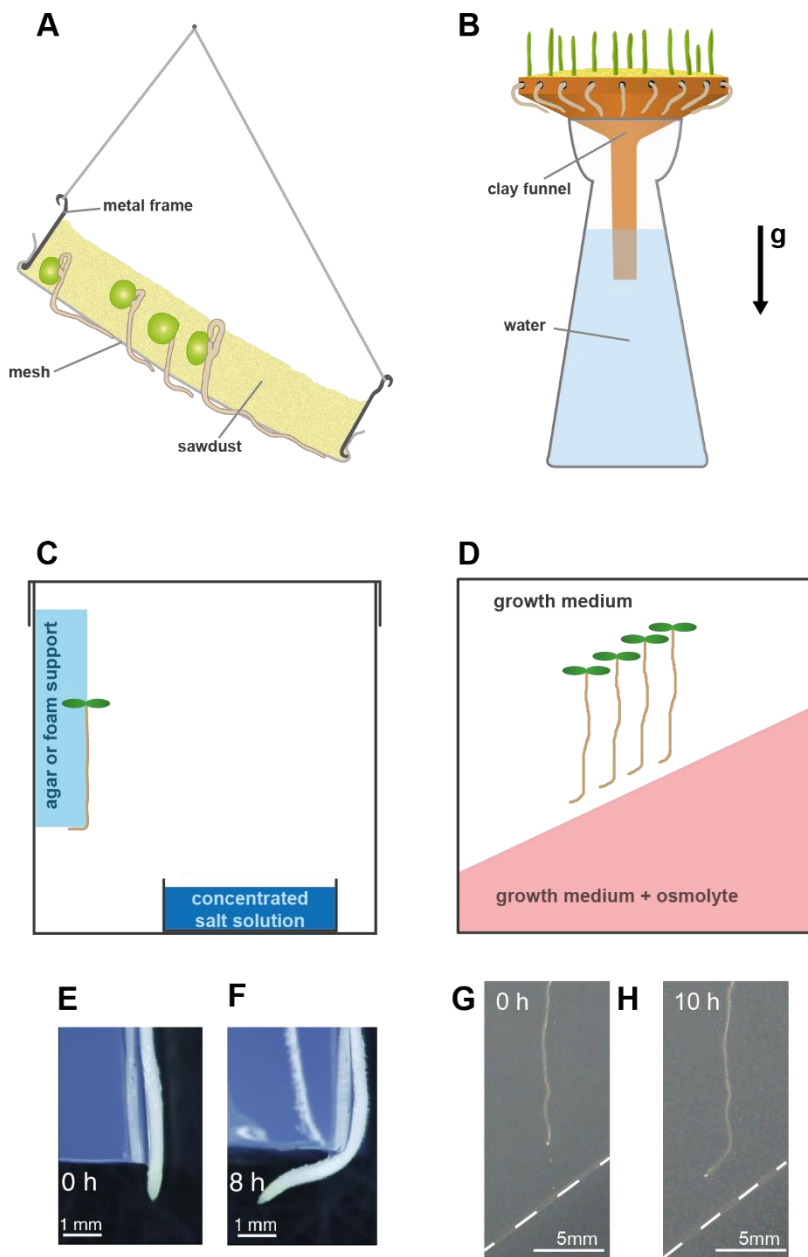 A
metal frame
mesh
sawdust
B
clay funnel
g
water
C
agar or foam support
concentrated
salt solution
D
growth medium
growth medium + osmolyte
E
0 h
1 mm
F
8 h
1 mm
G
0 h
5mm
H
10 h
5mm